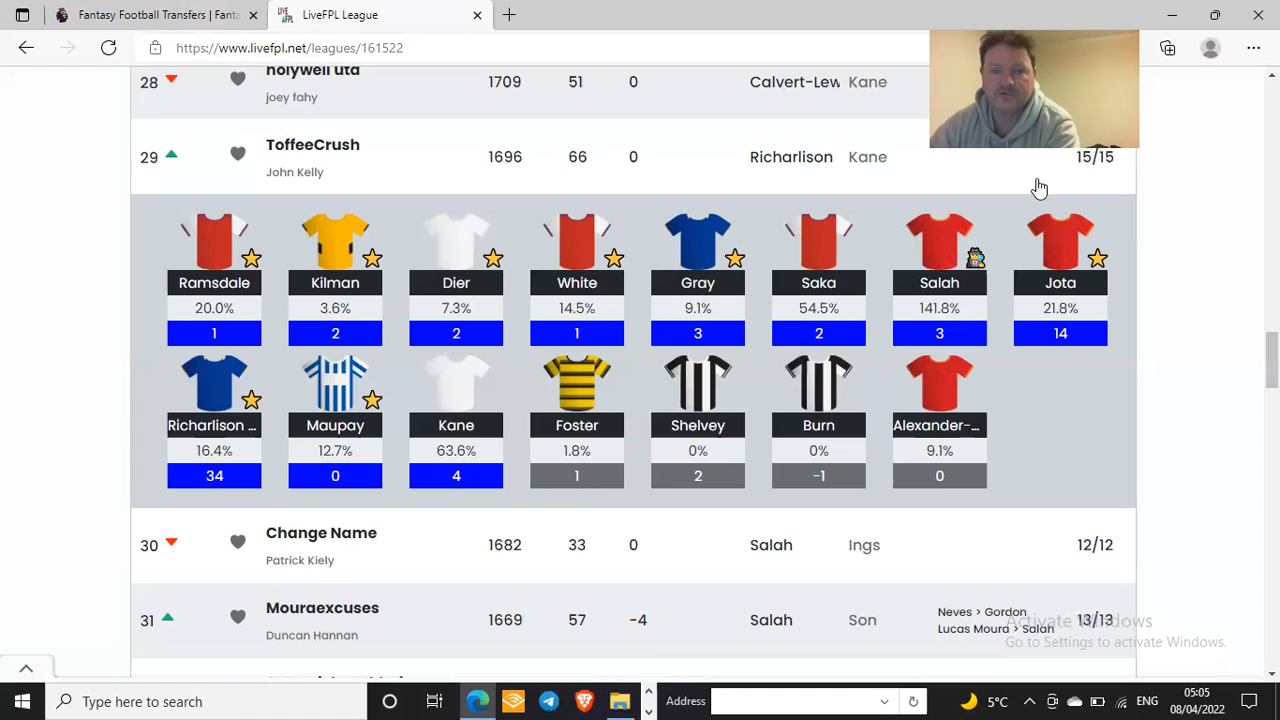 Fantasy Football Transfers | Fanta
LiveFPL League
https://www.livefpl.net/leagues/161522
28 holywell utd 1709 51 0 Calvert-Lew Kane
joey fahy
29 ToffeeCrush 1696 66 0 Richarlison Kane 15/15
John Kelly
Ramsdale Kilman Dier White Gray Saka Salah Jota
20.0% 3.6% 7.3% 14.5% 9.1% 54.5% 141.8% 21.8%
1 2 2 1 3 2 3 14
Richarlison ... Maupay Kane Foster Shelvey Burn Alexander-...
16.4% 12.7% 63.6% 1.8% 0% 0% 9.1%
34 0 4 1 2 -1 0
30 Change Name 1682 33 0 Salah Ings 12/12
Patrick Kiely
31 Mouraexcuses 1669 57 -4 Salah Son Neves > Gordon 13/13
Duncan Hannan Lucas Moura > Salah
Activate Windows
Go to Settings to activate Windows.
Type here to search
Address
5°C
ENG
05:05
08/04/2022